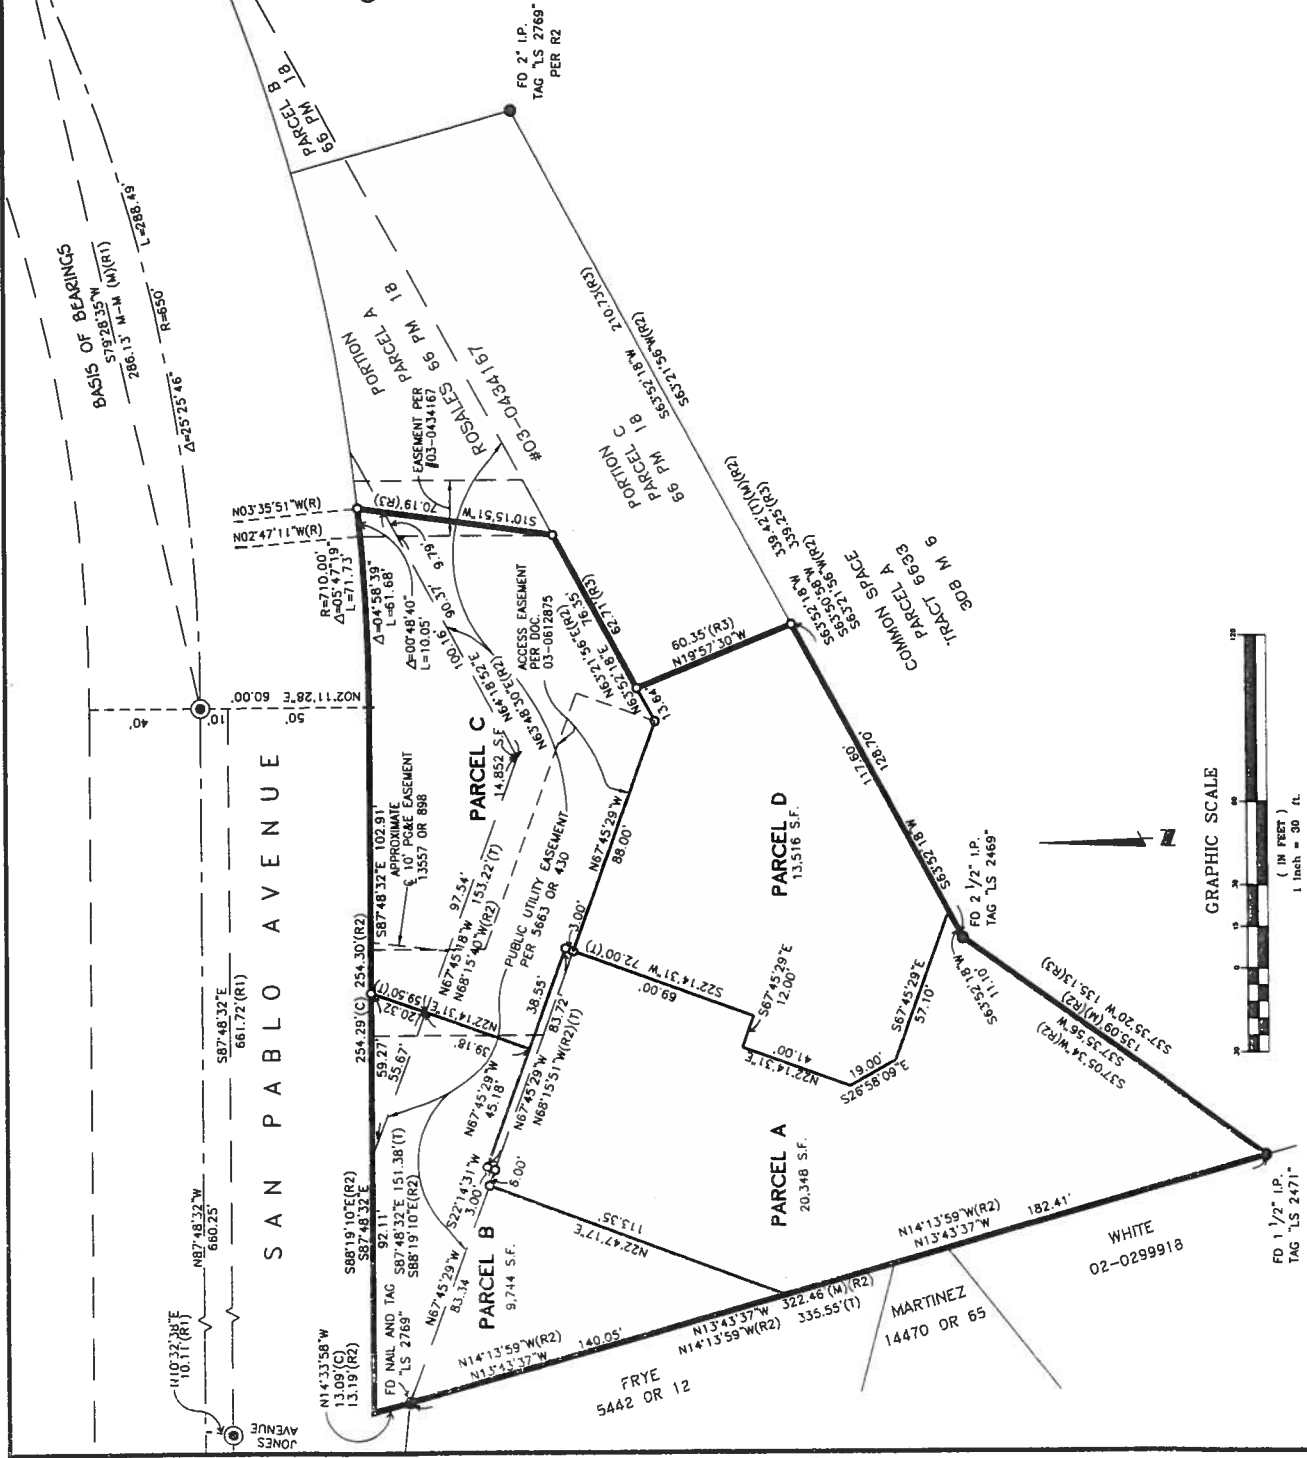 FD 2" I.P.
TAG "LS 2769"
PER R2
PARCEL B
66 PM 18
BASIS OF BEARINGS
S79°28'35"W
286.13' M-M (M)(R1)
Δ=25°25'46"
R=650'
L=288.49'
PORTION
PARCEL A
ROSALES 66 PM 18
#03-0434167
EASEMENT PER
#03-0434167
PORTION
PARCEL C
66 PM 18
S63°52'18"W 210.73(R3)
S63°21'56"W(R2)
N03°35'51"W(R)
N02°47'11"W(R)
R=710.00'
Δ=05°47'19"
L=71.73'
Δ=04°58'39"
L=61.68'
Δ=00°48'40"
L=10.05'
S10°15'51"W 70.19'(R3)
9.79'
90.37'
100.16'
N64°18'52"E
N63°48'30"E(R2)
ACCESS EASEMENT
PER DOC.
03-0612875
62.71'(R3)
76.35'
N63°21'56"E(R2)
N63°52'18"E
13.64'
60.35'(R3)
N19°57'30"W
339.42'(T)(M)(R2)
339.25'(R3)
S63°52'18"W
S63°50'58"W
S63°21'56"W(R2)
COMMON SPACE
PARCEL A
TRACT 6633
308 M 6
40'
10'
50'
N02°11'28"E 60.00'
SAN PABLO AVENUE
S87°48'32"E
661.72'(R1)
N87°48'32"W
660.25'
N10°32'38"E
10.11'(R1)
JONES
AVENUE
254.29'(C) 254.30'(R2)
S87°48'32"E 102.91'
APPROXIMATE
℄ 10' PG&E EASEMENT
13557 OR 898
PARCEL C
14,852 S.F.
97.54'
153.22'(T)
N67°45'18"W
N68°15'40"W(R2)
PUBLIC UTILITY EASEMENT
PER 5663 OR 430
N67°45'29"W
88.00'
3.00'
59.50'(T)
20.32'
N22°14'31"E
39.18'
59.27'
55.67'
38.55'
83.72'
N67°45'29"W
45.18'
N67°45'29"W
N68°15'51"W(R2)(T)
S88°19'10"E(R2)
S87°48'32"E
92.11'
S87°48'32"E 151.38'(T)
S88°19'10"E(R2)
S22°14'31"W
3.00'
6.00'
N14°33'58"W
13.09'(C)
13.19'(R2)
FD NAIL AND TAG
"LS 2769"
N67°45'29"W
83.34
PARCEL B
9,744 S.F.
N22°47'17"E
113.35'
S22°14'31"W 72.00'(T)
69.00'
S67°45'29"E
12.00'
N22°14'31"E
41.00'
19.00'
S26°58'09"E
S67°45'29"E
57.10'
PARCEL D
13,516 S.F.
S63°52'18"W
117.60'
128.70'
FD 2 1/2" I.P.
TAG "LS 2469"
S63°52'18"W
11.10'
S37°35'20"W 135.13(R3)
135.09'(M)(R2)
S37°35'56"W
S37°05'34"W(R2)
PARCEL A
20,348 S.F.
N14°13'59"W(R2)
N13°43'37"W
140.05'
N13°43'37"W 322.46'(M)(R2)
N14°13'59"W(R2) 335.55'(T)
N14°13'59"W(R2)
N13°43'37"W
182.41'
FRYE
5442 OR 12
MARTINEZ
14470 OR 65
WHITE
02-0299918
FD 1 1/2" I.P.
TAG "LS 2471"
GRAPHIC SCALE
30
0
15
30
60
120
( IN FEET )
1 inch = 30 ft.